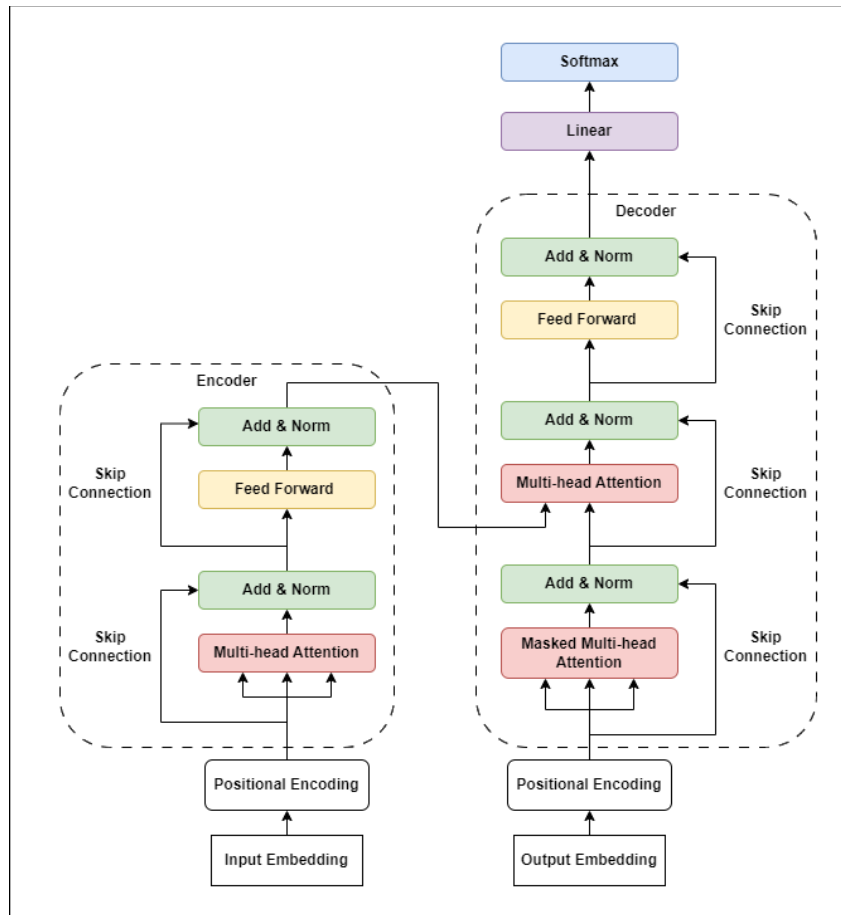 Softmax
Linear
Decoder
Add & Norm
Feed Forward
Skip
Connection
Encoder
Add & Norm
Add & Norm
Skip
Connection
Feed Forward
Multi-head Attention
Skip
Connection
Add & Norm
Add & Norm
Skip
Connection
Multi-head Attention
Masked Multi-head
Attention
Skip
Connection
Positional Encoding
Positional Encoding
Input Embedding
Output Embedding